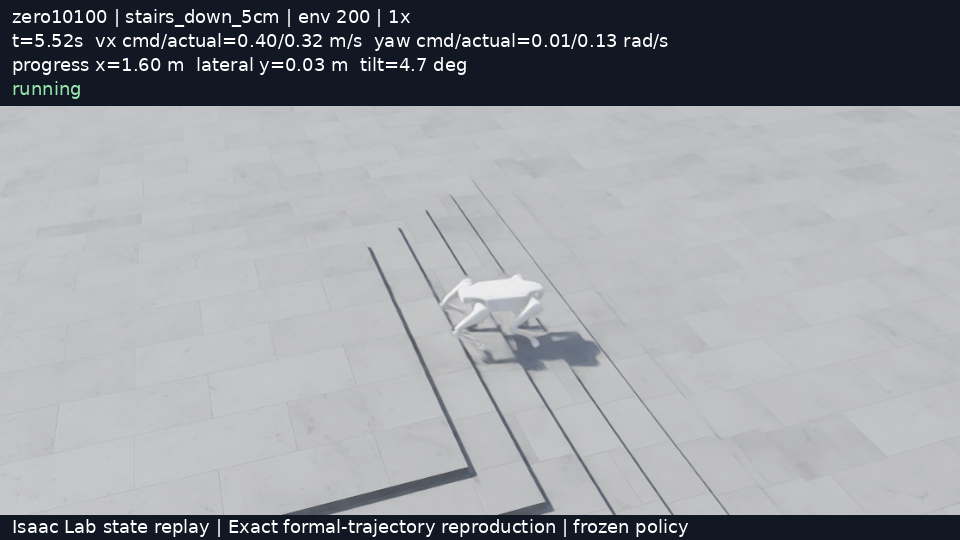 zero10100 | stairs_down_5cm | env 200 | 1x
t=5.52s  vx cmd/actual=0.40/0.32 m/s  yaw cmd/actual=0.01/0.13 rad/s
progress x=1.60 m  lateral y=0.03 m  tilt=4.7 deg
running
Isaac Lab state replay | Exact formal-trajectory reproduction | frozen policy